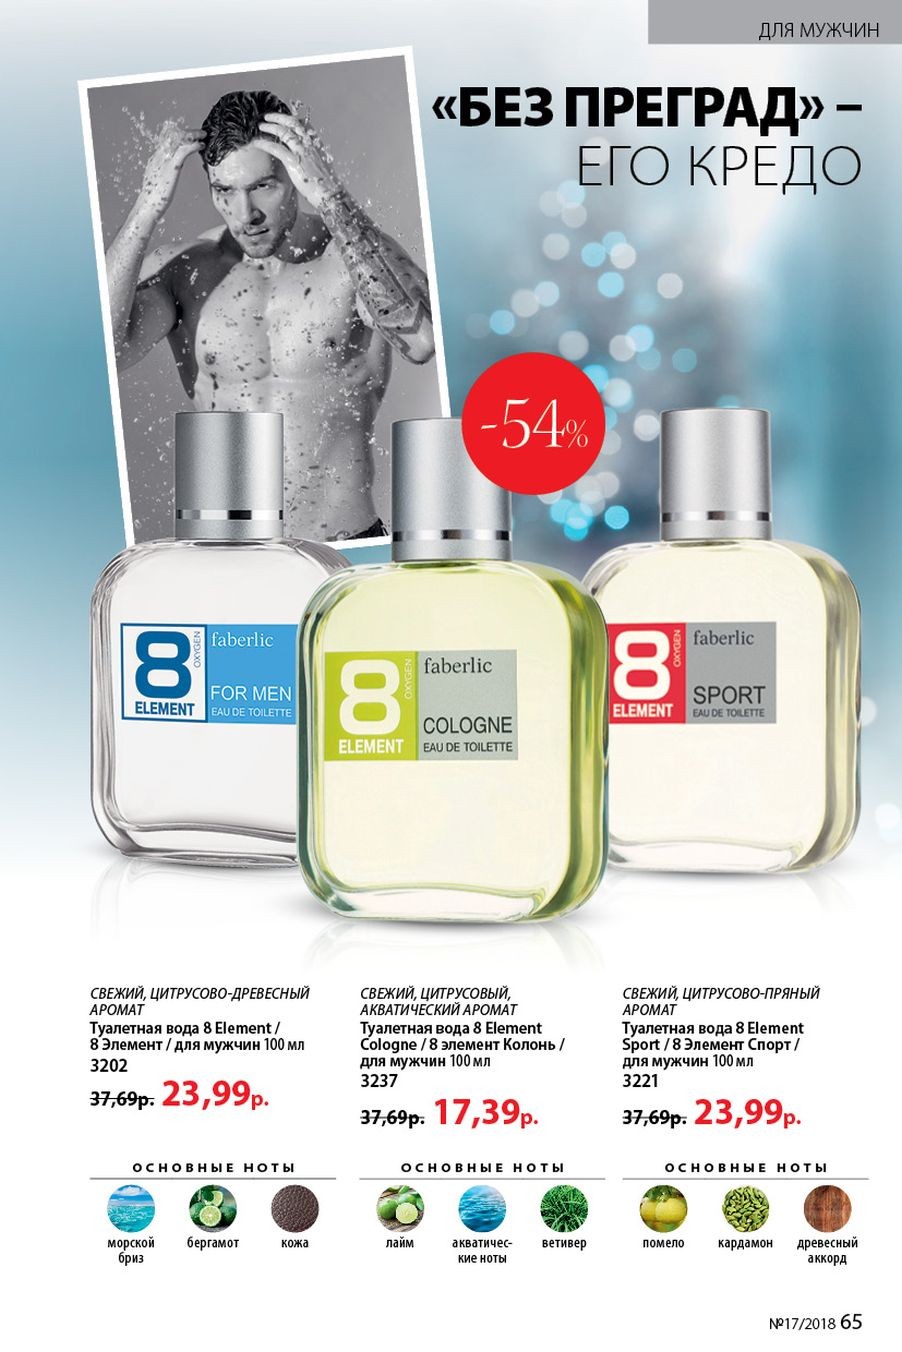 ДЛЯ МУЖЧИН
«БЕЗ ПРЕГРАД» –
ЕГО КРЕДО
-54%
8
ELEMENT
OXYGEN
faberlic
FOR MEN
EAU DE TOILETTE
8
ELEMENT
OXYGEN
faberlic
COLOGNE
EAU DE TOILETTE
8
ELEMENT
OXYGEN
faberlic
SPORT
EAU DE TOILETTE
СВЕЖИЙ, ЦИТРУСОВО-ДРЕВЕСНЫЙ
АРОМАТ
Туалетная вода 8 Element /
8 Элемент / для мужчин 100 мл
3202
37,69р. 23,99р.
ОСНОВНЫЕ НОТЫ
морской
бриз
бергамот
кожа
СВЕЖИЙ, ЦИТРУСОВЫЙ,
АКВАТИЧЕСКИЙ АРОМАТ
Туалетная вода 8 Element
Cologne / 8 элемент Колонь /
для мужчин 100 мл
3237
37,69р. 17,39р.
ОСНОВНЫЕ НОТЫ
лайм
акватичес-
кие ноты
ветивер
СВЕЖИЙ, ЦИТРУСОВО-ПРЯНЫЙ
АРОМАТ
Туалетная вода 8 Element
Sport / 8 Элемент Спорт /
для мужчин 100 мл
3221
37,69р. 23,99р.
ОСНОВНЫЕ НОТЫ
помело
кардамон
древесный
аккорд
№17/2018 65